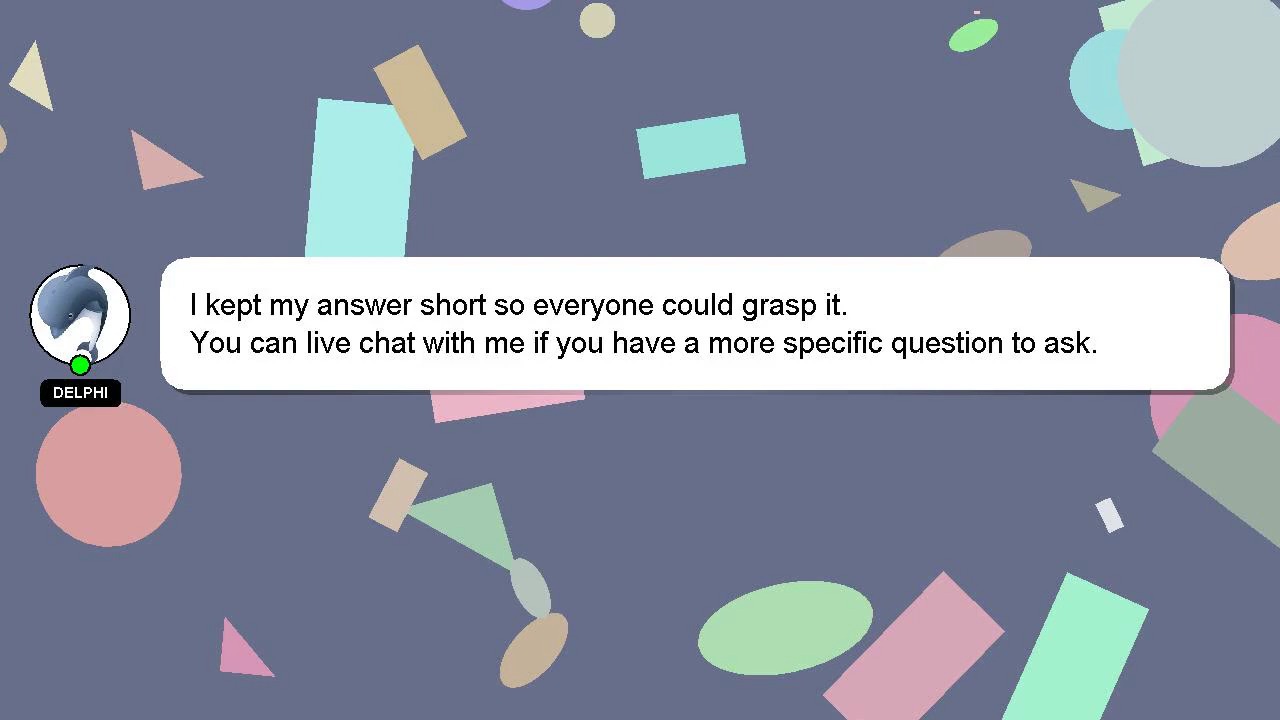 I kept my answer short so everyone could grasp it.
You can live chat with me if you have a more specific question to ask.
DELPHI